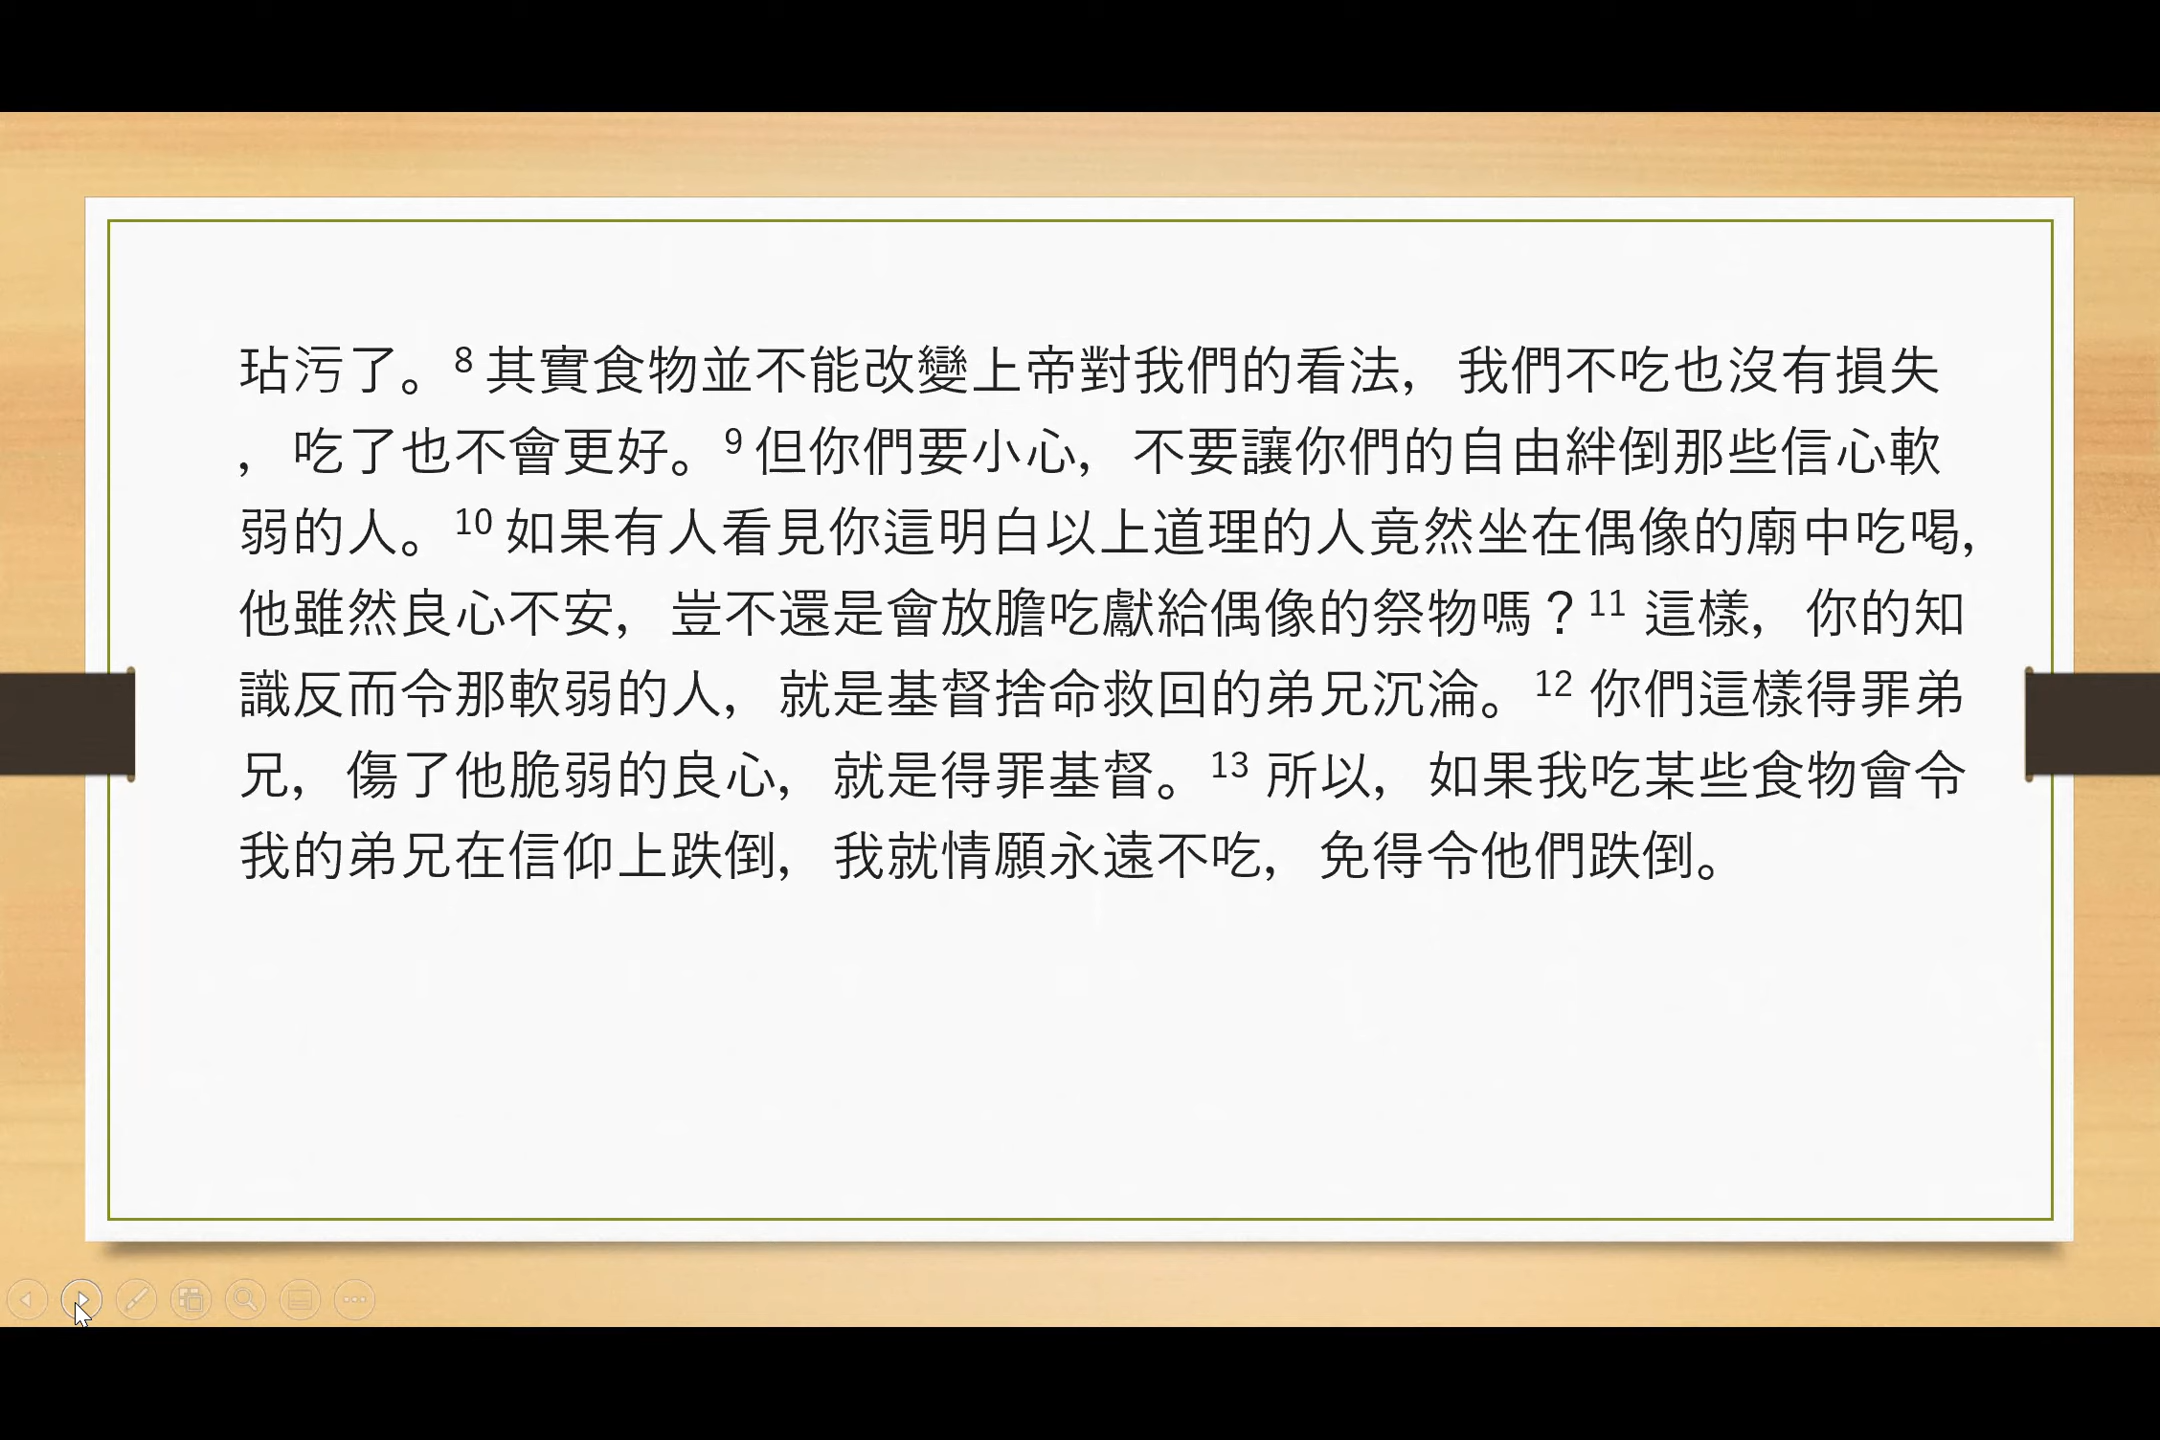 玷污了。8 其實食物並不能改變上帝對我們的看法，我們不吃也沒有損失
，吃了也不會更好。9 但你們要小心，不要讓你們的自由絆倒那些信心軟
弱的人。10 如果有人看見你這明白以上道理的人竟然坐在偶像的廟中吃喝，
他雖然良心不安，豈不還是會放膽吃獻給偶像的祭物嗎？11 這樣，你的知
識反而令那軟弱的人，就是基督捨命救回的弟兄沉淪。12 你們這樣得罪弟
兄，傷了他脆弱的良心，就是得罪基督。13 所以，如果我吃某些食物會令
我的弟兄在信仰上跌倒，我就情願永遠不吃，免得令他們跌倒。